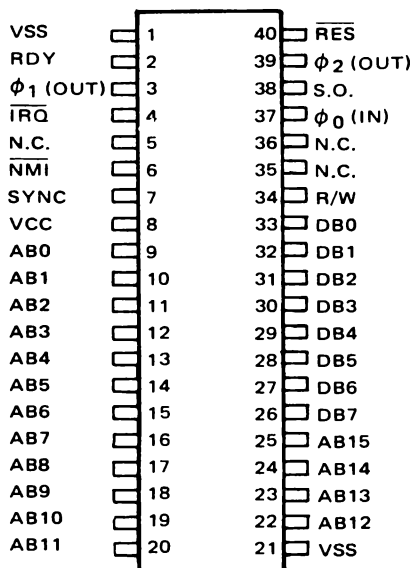 VSS 1 40 R̅E̅S̅
RDY 2 39 ϕ2 (OUT)
ϕ1 (OUT) 3 38 S.O.
I̅R̅Q̅ 4 37 ϕ0 (IN)
N.C. 5 36 N.C.
N̅M̅I̅ 6 35 N.C.
SYNC 7 34 R/W
VCC 8 33 DB0
AB0 9 32 DB1
AB1 10 31 DB2
AB2 11 30 DB3
AB3 12 29 DB4
AB4 13 28 DB5
AB5 14 27 DB6
AB6 15 26 DB7
AB7 16 25 AB15
AB8 17 24 AB14
AB9 18 23 AB13
AB10 19 22 AB12
AB11 20 21 VSS